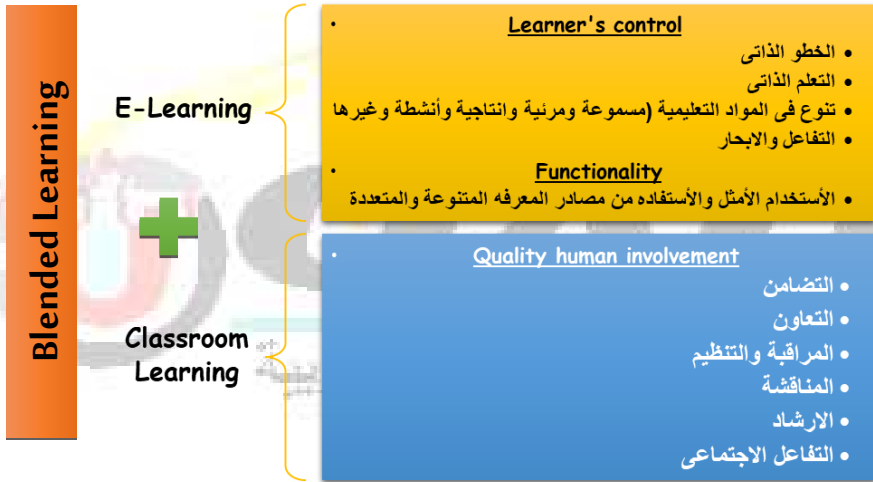 Blended Learning
E-Learning
Learner's control
الخطو الذاتى
التعلم الذاتى
تنوع فى المواد التعليمية (مسموعة ومرئية وانتاجية وأنشطة وغيرها
التفاعل والابحار
Functionality
الأستخدام الأمثل والأستفاده من مصادر المعرفه المتنوعة والمتعددة
Classroom
Learning
Quality human involvement
التضامن
التعاون
المراقبة والتنظيم
المناقشة
الارشاد
التفاعل الاجتماعى